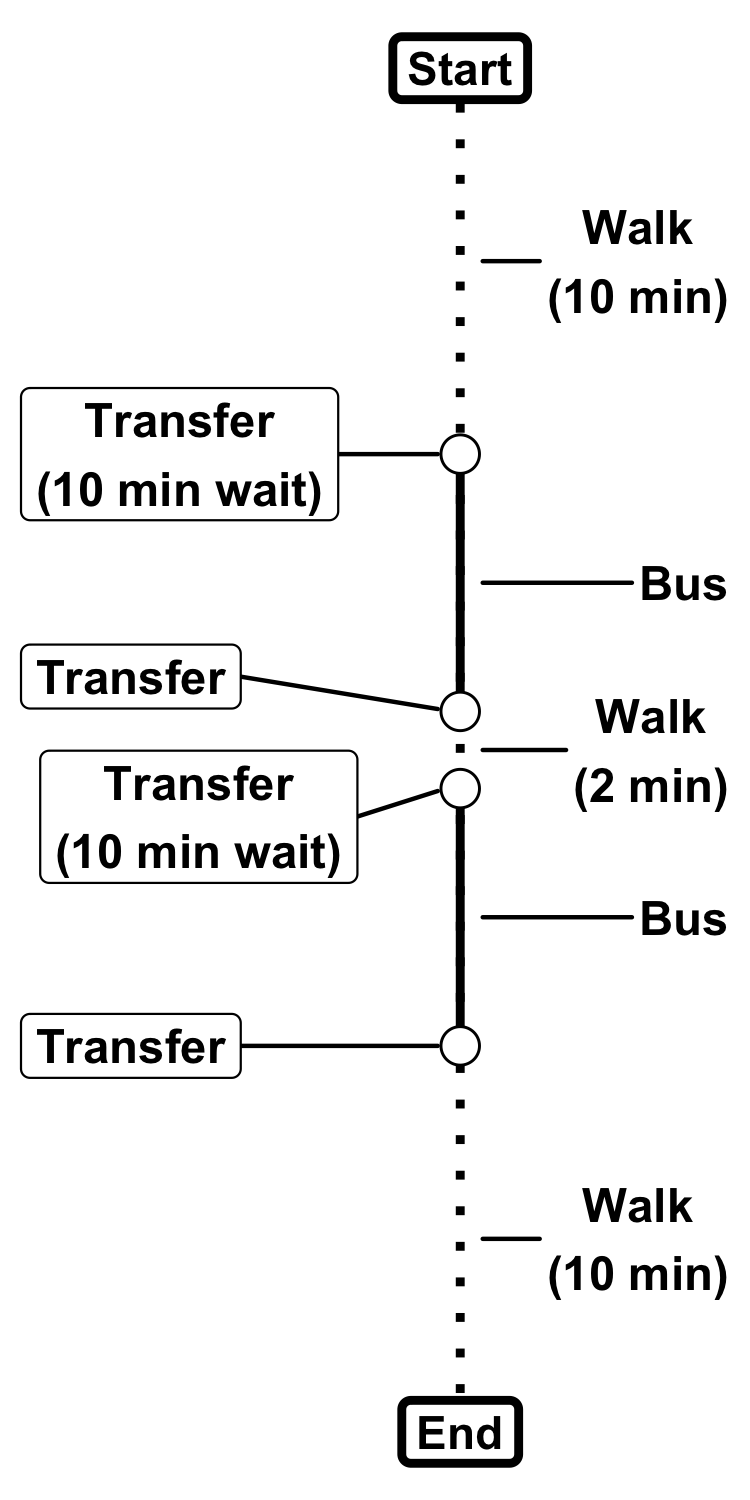 Start
Walk
(10 min)
Transfer
(10 min wait)
Bus
Transfer
Walk
(2 min)
Transfer
(10 min wait)
Bus
Transfer
Walk
(10 min)
End